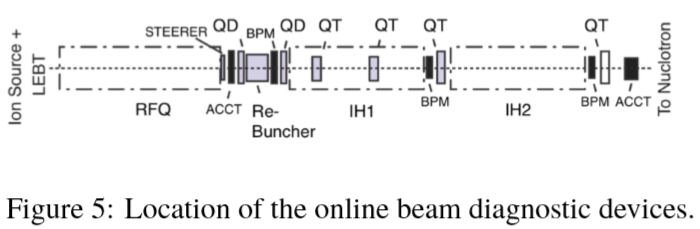 Ion Source +
LEBT
STEERER
QD
BPM
QD
QT
QT
QT
QT
RFQ
ACCT
Re-
Buncher
IH1
BPM
IH2
BPM
ACCT
To Nuclotron
Figure 5: Location of the online beam diagnostic devices.